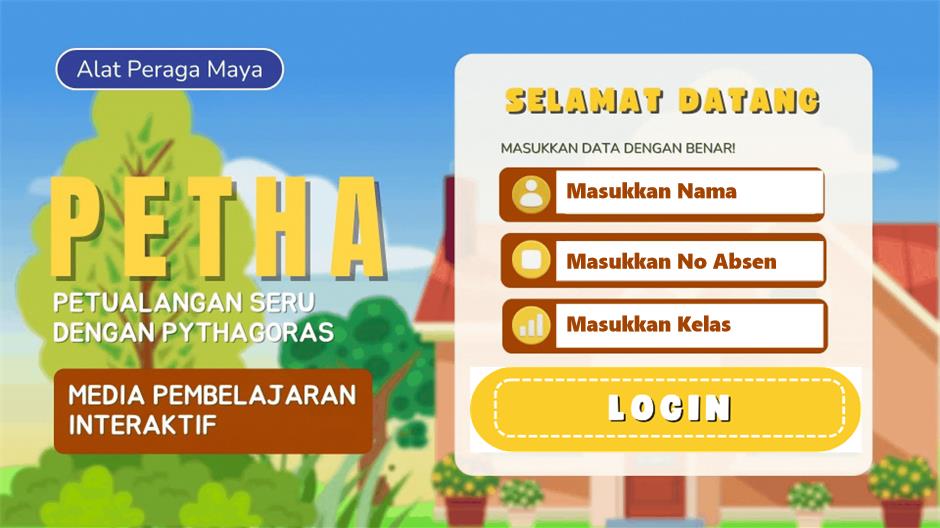 Alat Peraga Maya
PETHA
PETUALANGAN SERU
DENGAN PYTHAGORAS
MEDIA PEMBELAJARAN
INTERAKTIF
SELAMAT DATANG
MASUKKAN DATA DENGAN BENAR!
Masukkan Nama
Masukkan No Absen
Masukkan Kelas
LOGIN